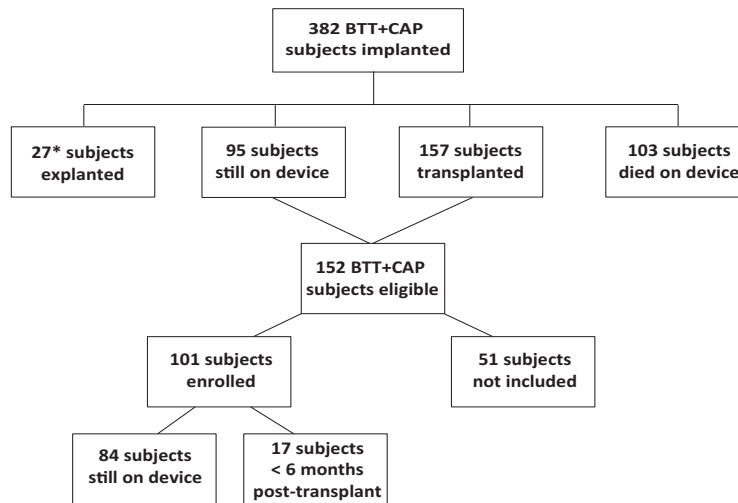 382 BTT+CAP
subjects implanted
27* subjects
explanted
95 subjects
still on device
157 subjects
transplanted
103 subjects
died on device
152 BTT+CAP
subjects eligible
101 subjects
enrolled
51 subjects
not included
84 subjects
still on device
17 subjects
< 6 months
post-transplant